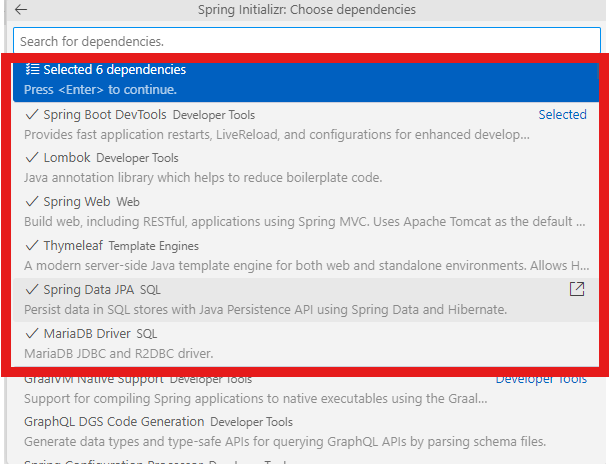 Spring Initializr: Choose dependencies
Search for dependencies.
Selected 6 dependencies
Press <Enter> to continue.
Spring Boot DevTools Developer Tools Selected
Provides fast application restarts, LiveReload, and configurations for enhanced develop...
Lombok Developer Tools
Java annotation library which helps to reduce boilerplate code.
Spring Web Web
Build web, including RESTful, applications using Spring MVC. Uses Apache Tomcat as the default ...
Thymeleaf Template Engines
A modern server-side Java template engine for both web and standalone environments. Allows H...
Spring Data JPA SQL
Persist data in SQL stores with Java Persistence API using Spring Data and Hibernate.
MariaDB Driver SQL
MariaDB JDBC and R2DBC driver.
GraalVM Native Support Developer Tools Developer Tools
Support for compiling Spring applications to native executables using the Graal...
GraphQL DGS Code Generation Developer Tools
Generate data types and type-safe APIs for querying GraphQL APIs by parsing schema files.
Spring Configuration Processor Developer Tools